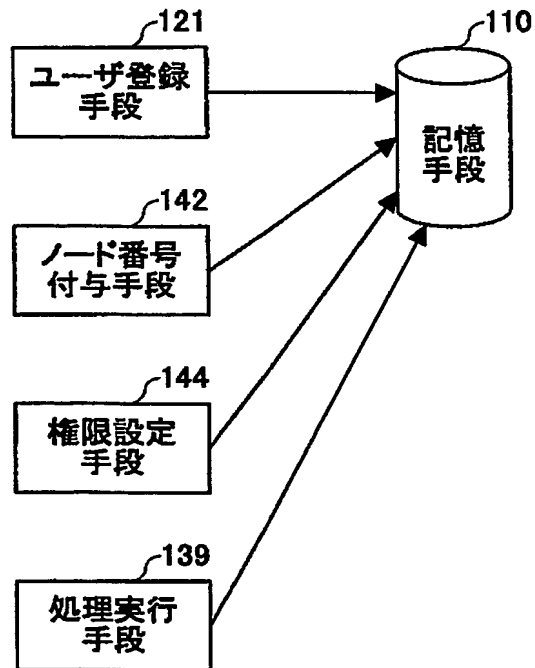 121
ユーザ登録
手段
110
記憶
手段
142
ノード番号
付与手段
144
権限設定
手段
139
処理実行
手段